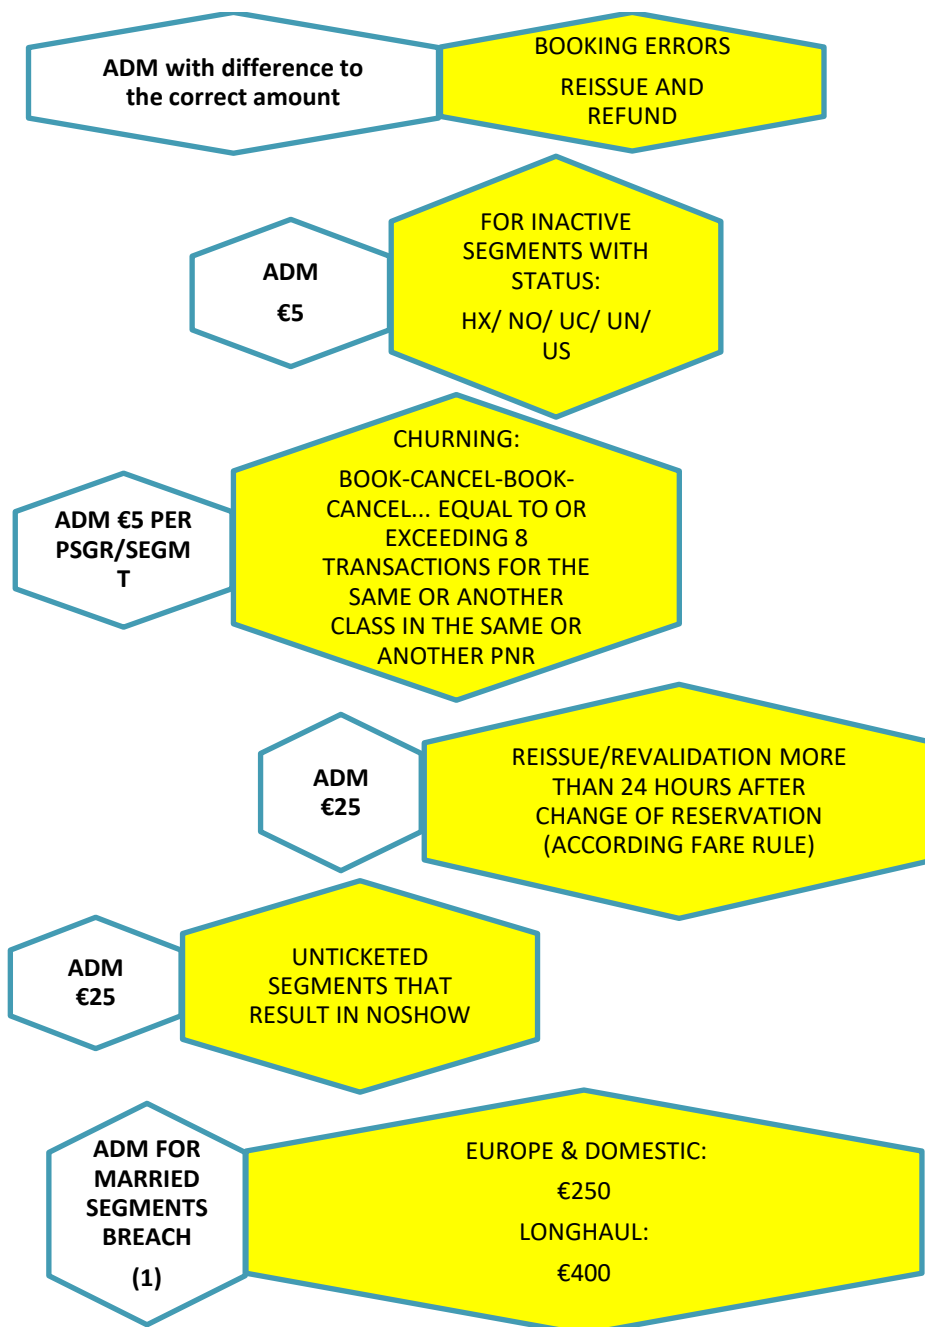 ADM with difference to
the correct amount
BOOKING ERRORS
REISSUE AND
REFUND
ADM
€5
FOR INACTIVE
SEGMENTS WITH
STATUS:
HX/ NO/ UC/ UN/
US
ADM €5 PER
PSGR/SEGM
T
CHURNING:
BOOK-CANCEL-BOOK-
CANCEL... EQUAL TO OR
EXCEEDING 8
TRANSACTIONS FOR THE
SAME OR ANOTHER
CLASS IN THE SAME OR
ANOTHER PNR
ADM
€25
REISSUE/REVALIDATION MORE
THAN 24 HOURS AFTER
CHANGE OF RESERVATION
(ACCORDING FARE RULE)
ADM
€25
UNTICKETED
SEGMENTS THAT
RESULT IN NOSHOW
ADM FOR
MARRIED
SEGMENTS
BREACH
(1)
EUROPE & DOMESTIC:
€250
LONGHAUL:
€400